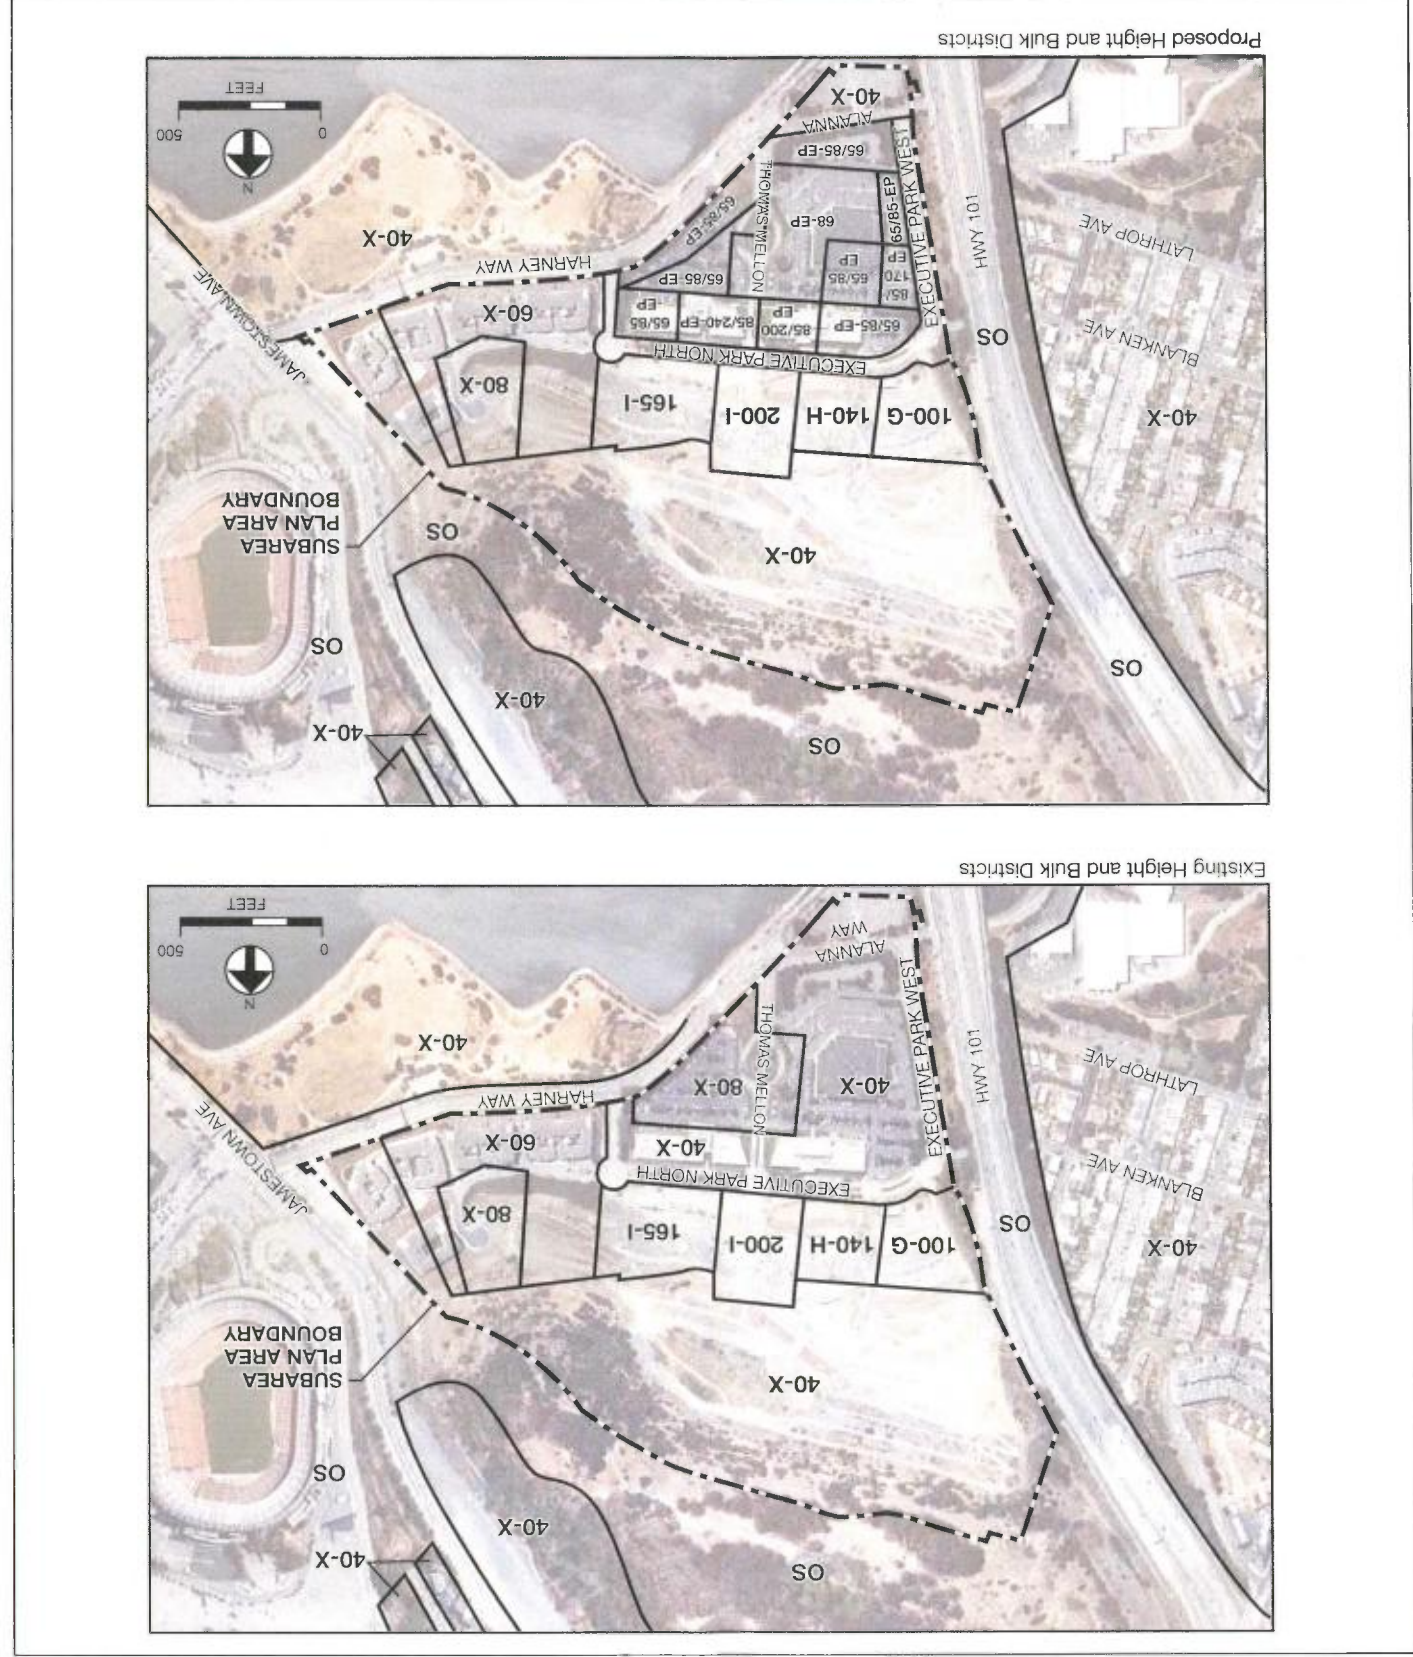 OS
40-X
40-X
OS
SUBAREA
PLAN AREA
BOUNDARY
40-X
40-X
100-G
140-H
200-I
165-I
OS
80-X
BLANKEN AVE
EXECUTIVE PARK NORTH
JAMESTOWN AVE
40-X
60-X
HARNEY WAY
LATHROP AVE
HWY 101
EXECUTIVE PARK WEST
40-X
THOMAS MELLON
80-X
40-X
ALANNA
WAY
N
0
500
FEET
Existing Height and Bulk Districts
OS
40-X
40-X
OS
OS
SUBAREA
PLAN AREA
BOUNDARY
40-X
OS
40-X
100-G
140-H
200-I
165-I
80-X
BLANKEN AVE
OS
EXECUTIVE PARK NORTH
JAMESTOWN AVE
65/85-EP
85/200
-EP
85/240-EP
65/85
-EP
60-X
HARNEY WAY
85/
170
EP
65/85
EP
65/85-EP
LATHROP AVE
HWY 101
EXECUTIVE PARK WEST
65/85-EP
68-EP
THOMAS MELLON
65/85-EP
40-X
65/85-EP
ALANNA
40-X
N
0
500
FEET
Proposed Height and Bulk Districts